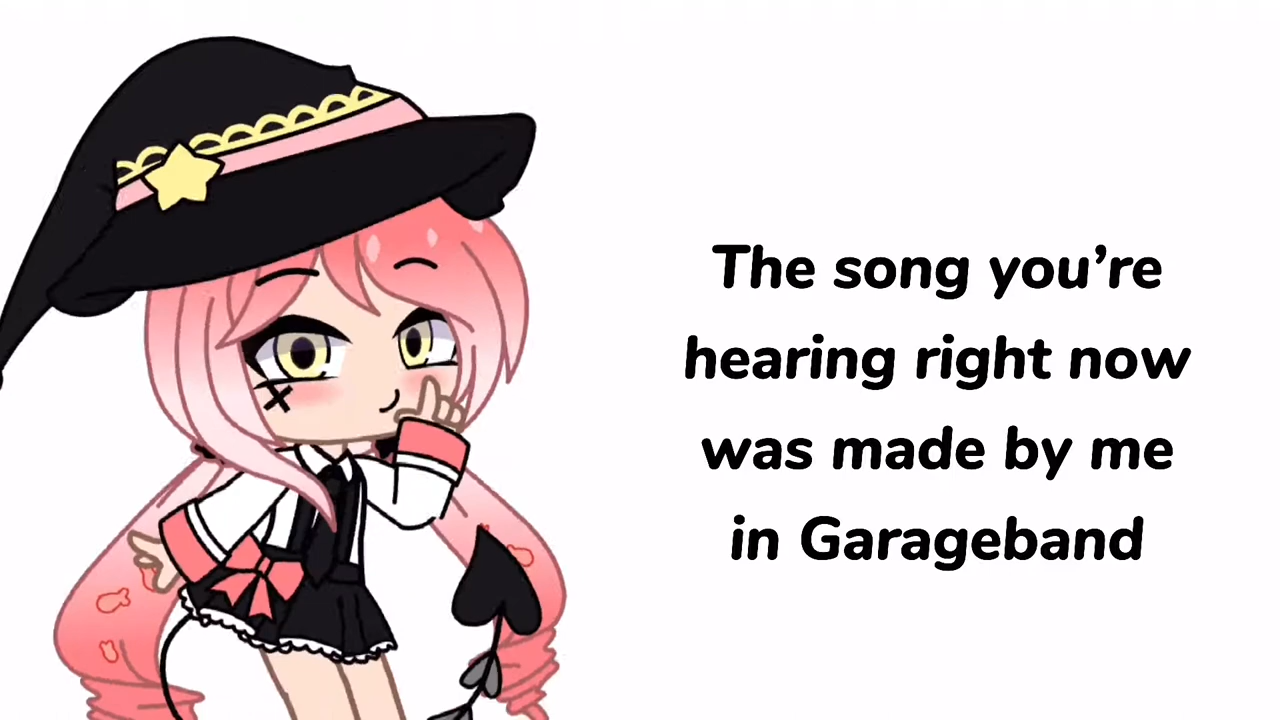 The song you’re
hearing right now
was made by me
in Garageband